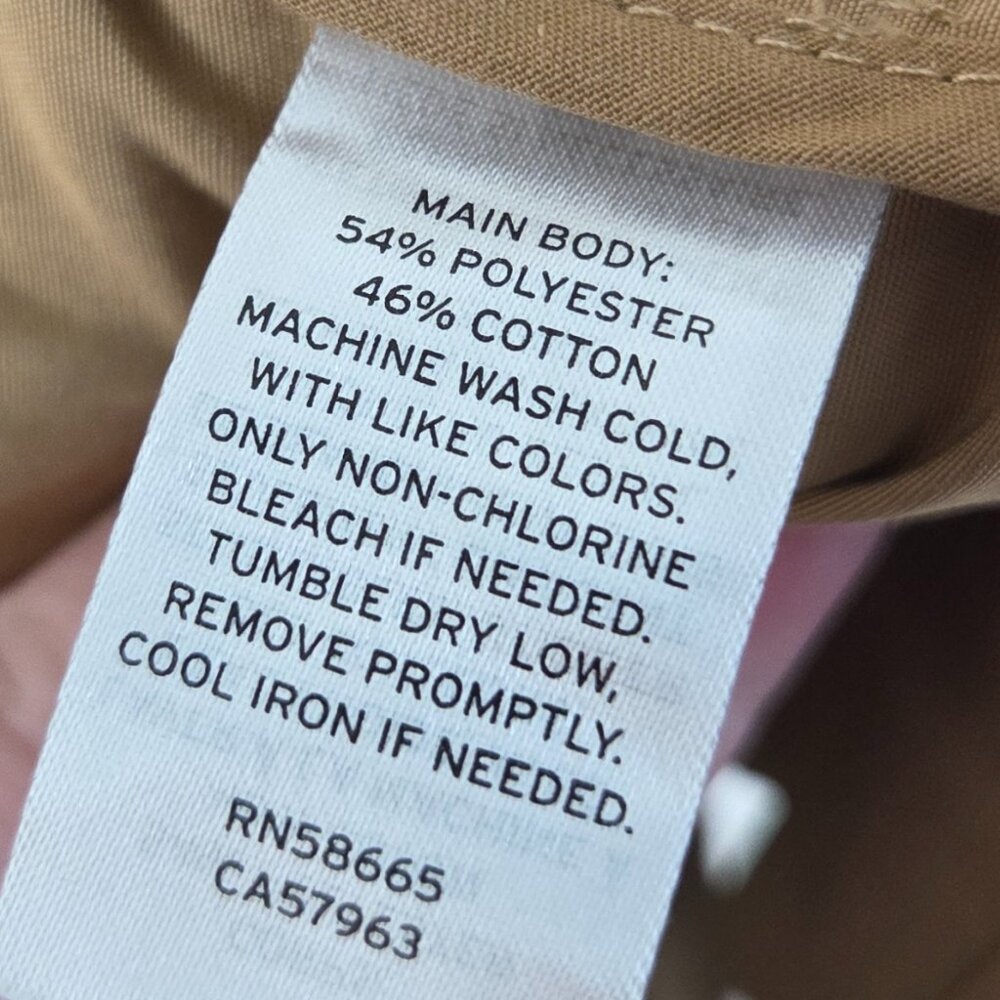 MAIN BODY:
54% POLYESTER
46% COTTON
MACHINE WASH COLD,
WITH LIKE COLORS.
ONLY NON-CHLORINE
BLEACH IF NEEDED.
TUMBLE DRY LOW,
REMOVE PROMPTLY.
COOL IRON IF NEEDED.
RN58665
CA57963